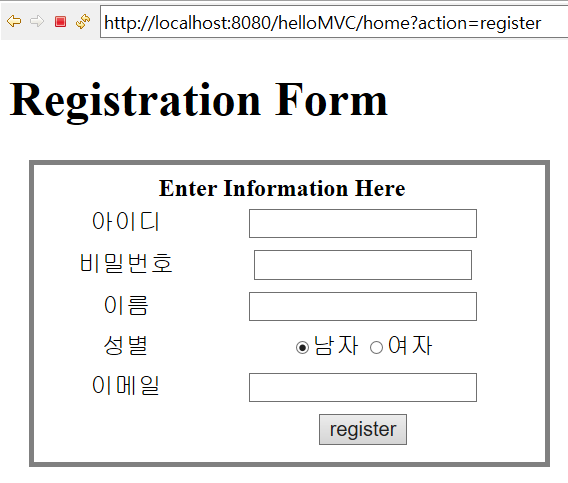 http://localhost:8080/helloMVC/home?action=register
Registration Form
Enter Information Here
아이디
비밀번호
이름
성별 남자 여자
이메일
register